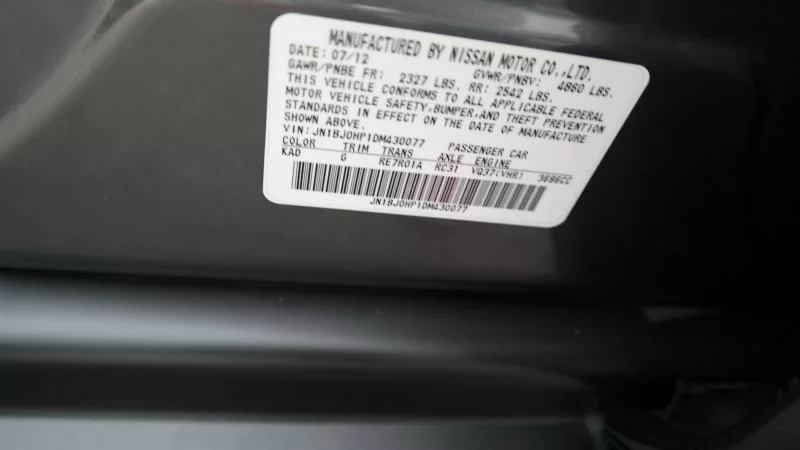 MANUFACTURED BY NISSAN MOTOR CO.,LTD.
DATE: 07/12 GVWR/PNBV: 4860 LBS.
GAWR/PNBE FR: 2327 LBS. RR: 2542 LBS.
THIS VEHICLE CONFORMS TO ALL APPLICABLE FEDERAL
MOTOR VEHICLE SAFETY, BUMPER, AND THEFT PREVENTION
STANDARDS IN EFFECT ON THE DATE OF MANUFACTURE
SHOWN ABOVE.
VIN: JN1BJ0HP1DM430077 PASSENGER CAR
COLOR TRIM TRANS AXLE ENGINE
KAD G RE7R01A RC31 VQ37(VHR) 3696CC
JN1BJ0HP1DM430077